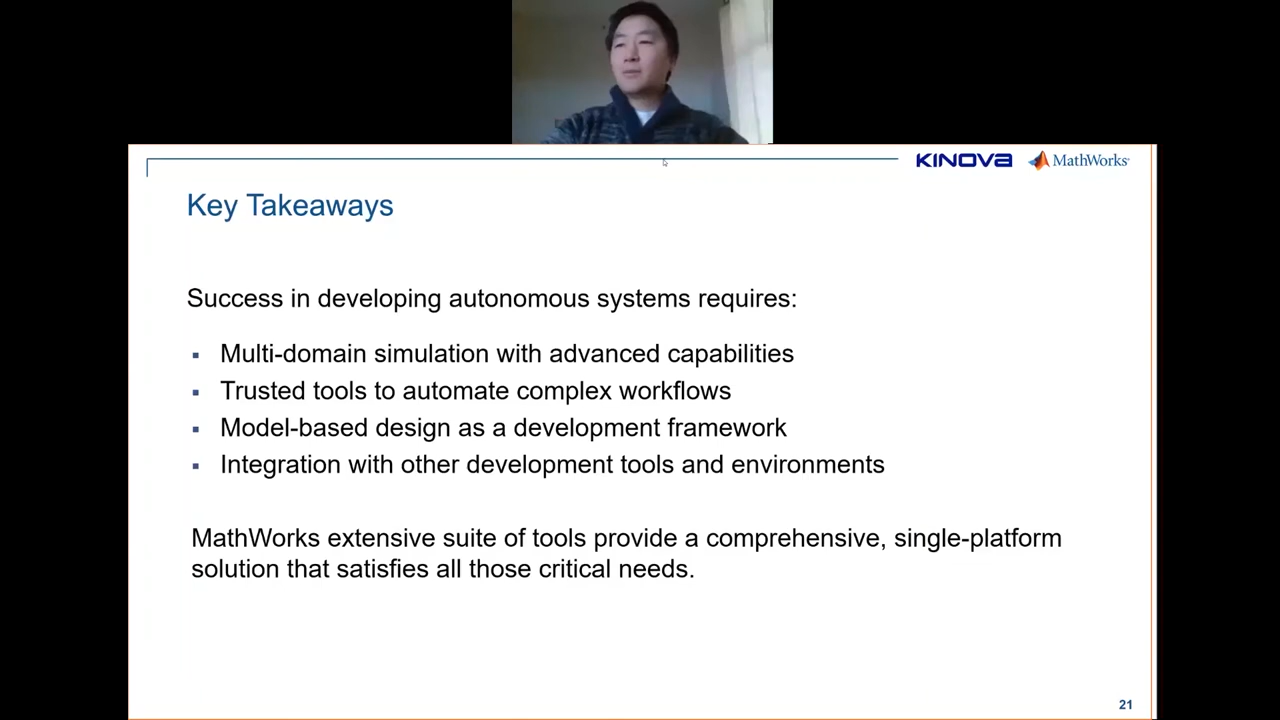 KINOVA MathWorks
Key Takeaways
Success in developing autonomous systems requires:
▪ Multi-domain simulation with advanced capabilities
▪ Trusted tools to automate complex workflows
▪ Model-based design as a development framework
▪ Integration with other development tools and environments
MathWorks extensive suite of tools provide a comprehensive, single-platform
solution that satisfies all those critical needs.
21